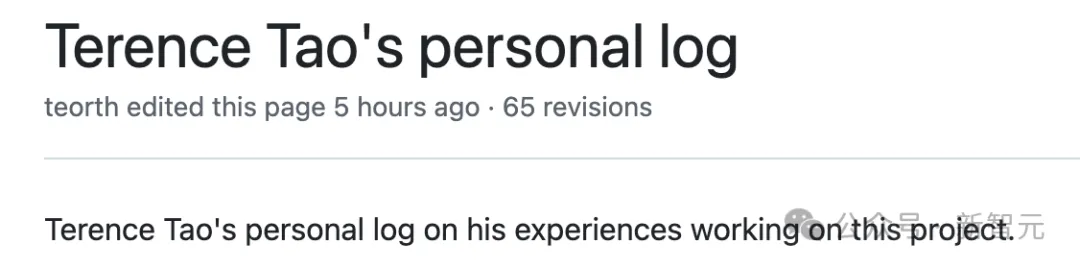 Terence Tao's personal log
teorth edited this page 5 hours ago · 65 revisions
Terence Tao's personal log on his experiences working on this project.
公众号 · 新智元